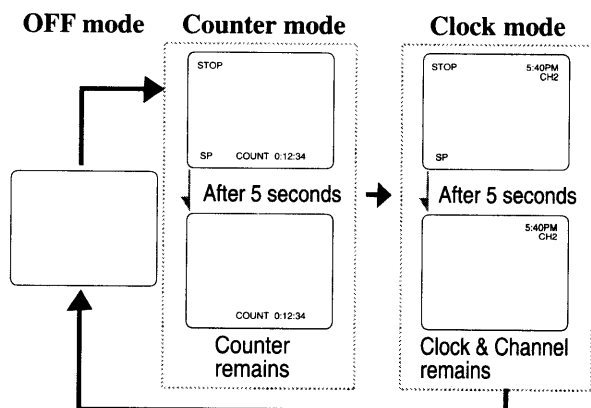 OFF mode
Counter mode
Clock mode
STOP
SP COUNT 0:12:34
After 5 seconds
COUNT 0:12:34
Counter
remains
STOP 5:40PM
CH2
SP
After 5 seconds
5:40PM
CH2
Clock & Channel
remains